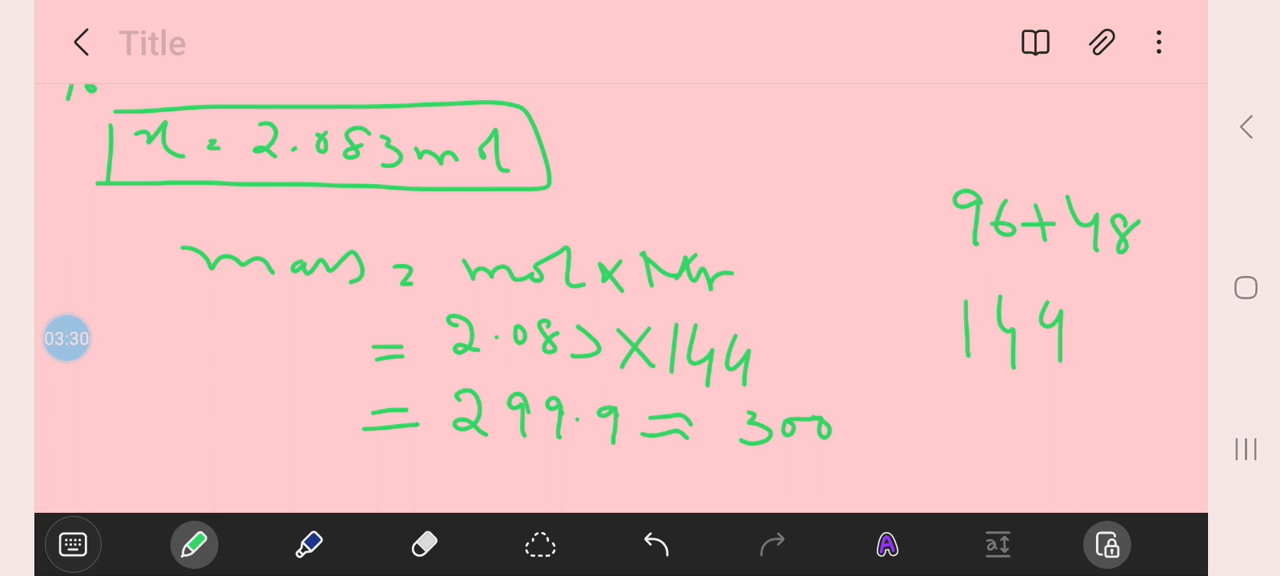 Title
x = 2.083 mol
96+48
mass = mol × Mr
144
03:30
= 2.083 × 144
= 299.9 ≈ 300